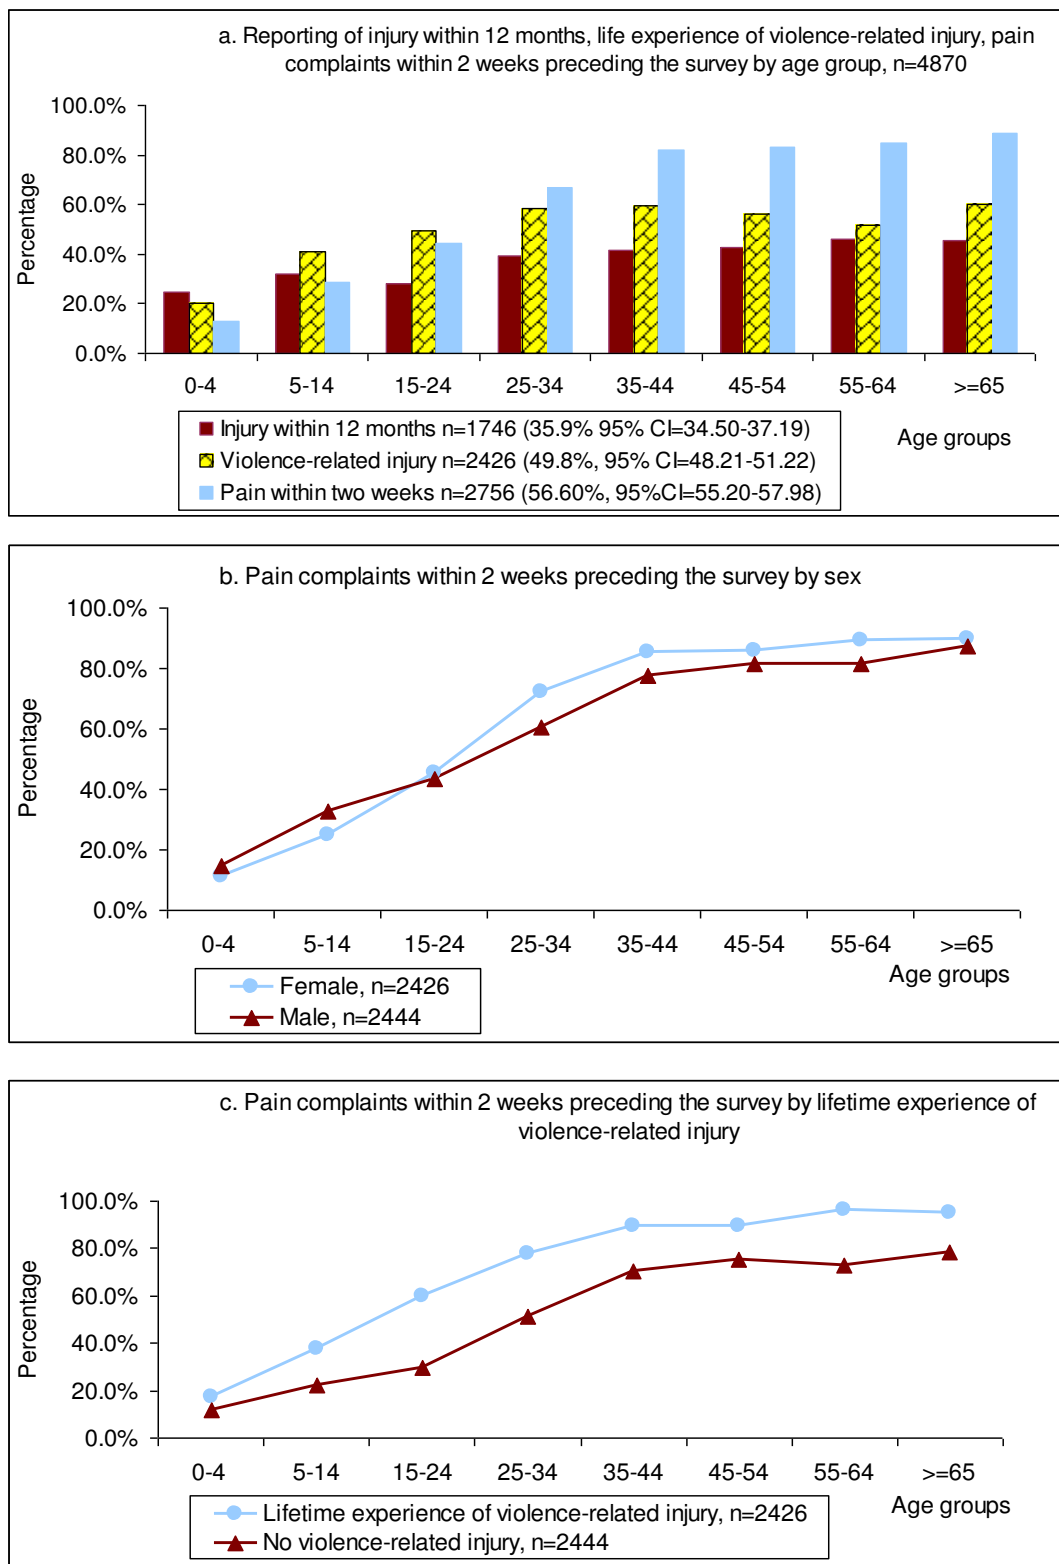 a. Reporting of injury within 12 months, life experience of violence-related injury, pain
complaints within 2 weeks preceding the survey by age group, n=4870
100.0%
80.0%
60.0%
40.0%
20.0%
0.0%
Percentage
0-4 5-14 15-24 25-34 35-44 45-54 55-64 >=65
Age groups
Injury within 12 months n=1746 (35.9% 95% CI=34.50-37.19)
Violence-related injury n=2426 (49.8%, 95% CI=48.21-51.22)
Pain within two weeks n=2756 (56.60%, 95%CI=55.20-57.98)
b. Pain complaints within 2 weeks preceding the survey by sex
100.0%
80.0%
60.0%
40.0%
20.0%
0.0%
Percentage
0-4 5-14 15-24 25-34 35-44 45-54 55-64 >=65
Age groups
Female, n=2426
Male, n=2444
c. Pain complaints within 2 weeks preceding the survey by lifetime experience of
violence-related injury
100.0%
80.0%
60.0%
40.0%
20.0%
0.0%
Percentage
0-4 5-14 15-24 25-34 35-44 45-54 55-64 >=65
Age groups
Lifetime experience of violence-related injury, n=2426
No violence-related injury, n=2444